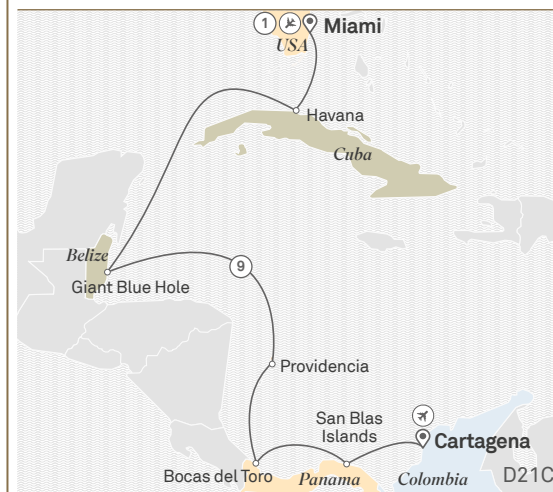 1
Miami
USA
Havana
Cuba
Belize
Giant Blue Hole
9
Providencia
San Blas
Islands
Cartagena
Bocas del Toro
Panama
Colombia
D21C